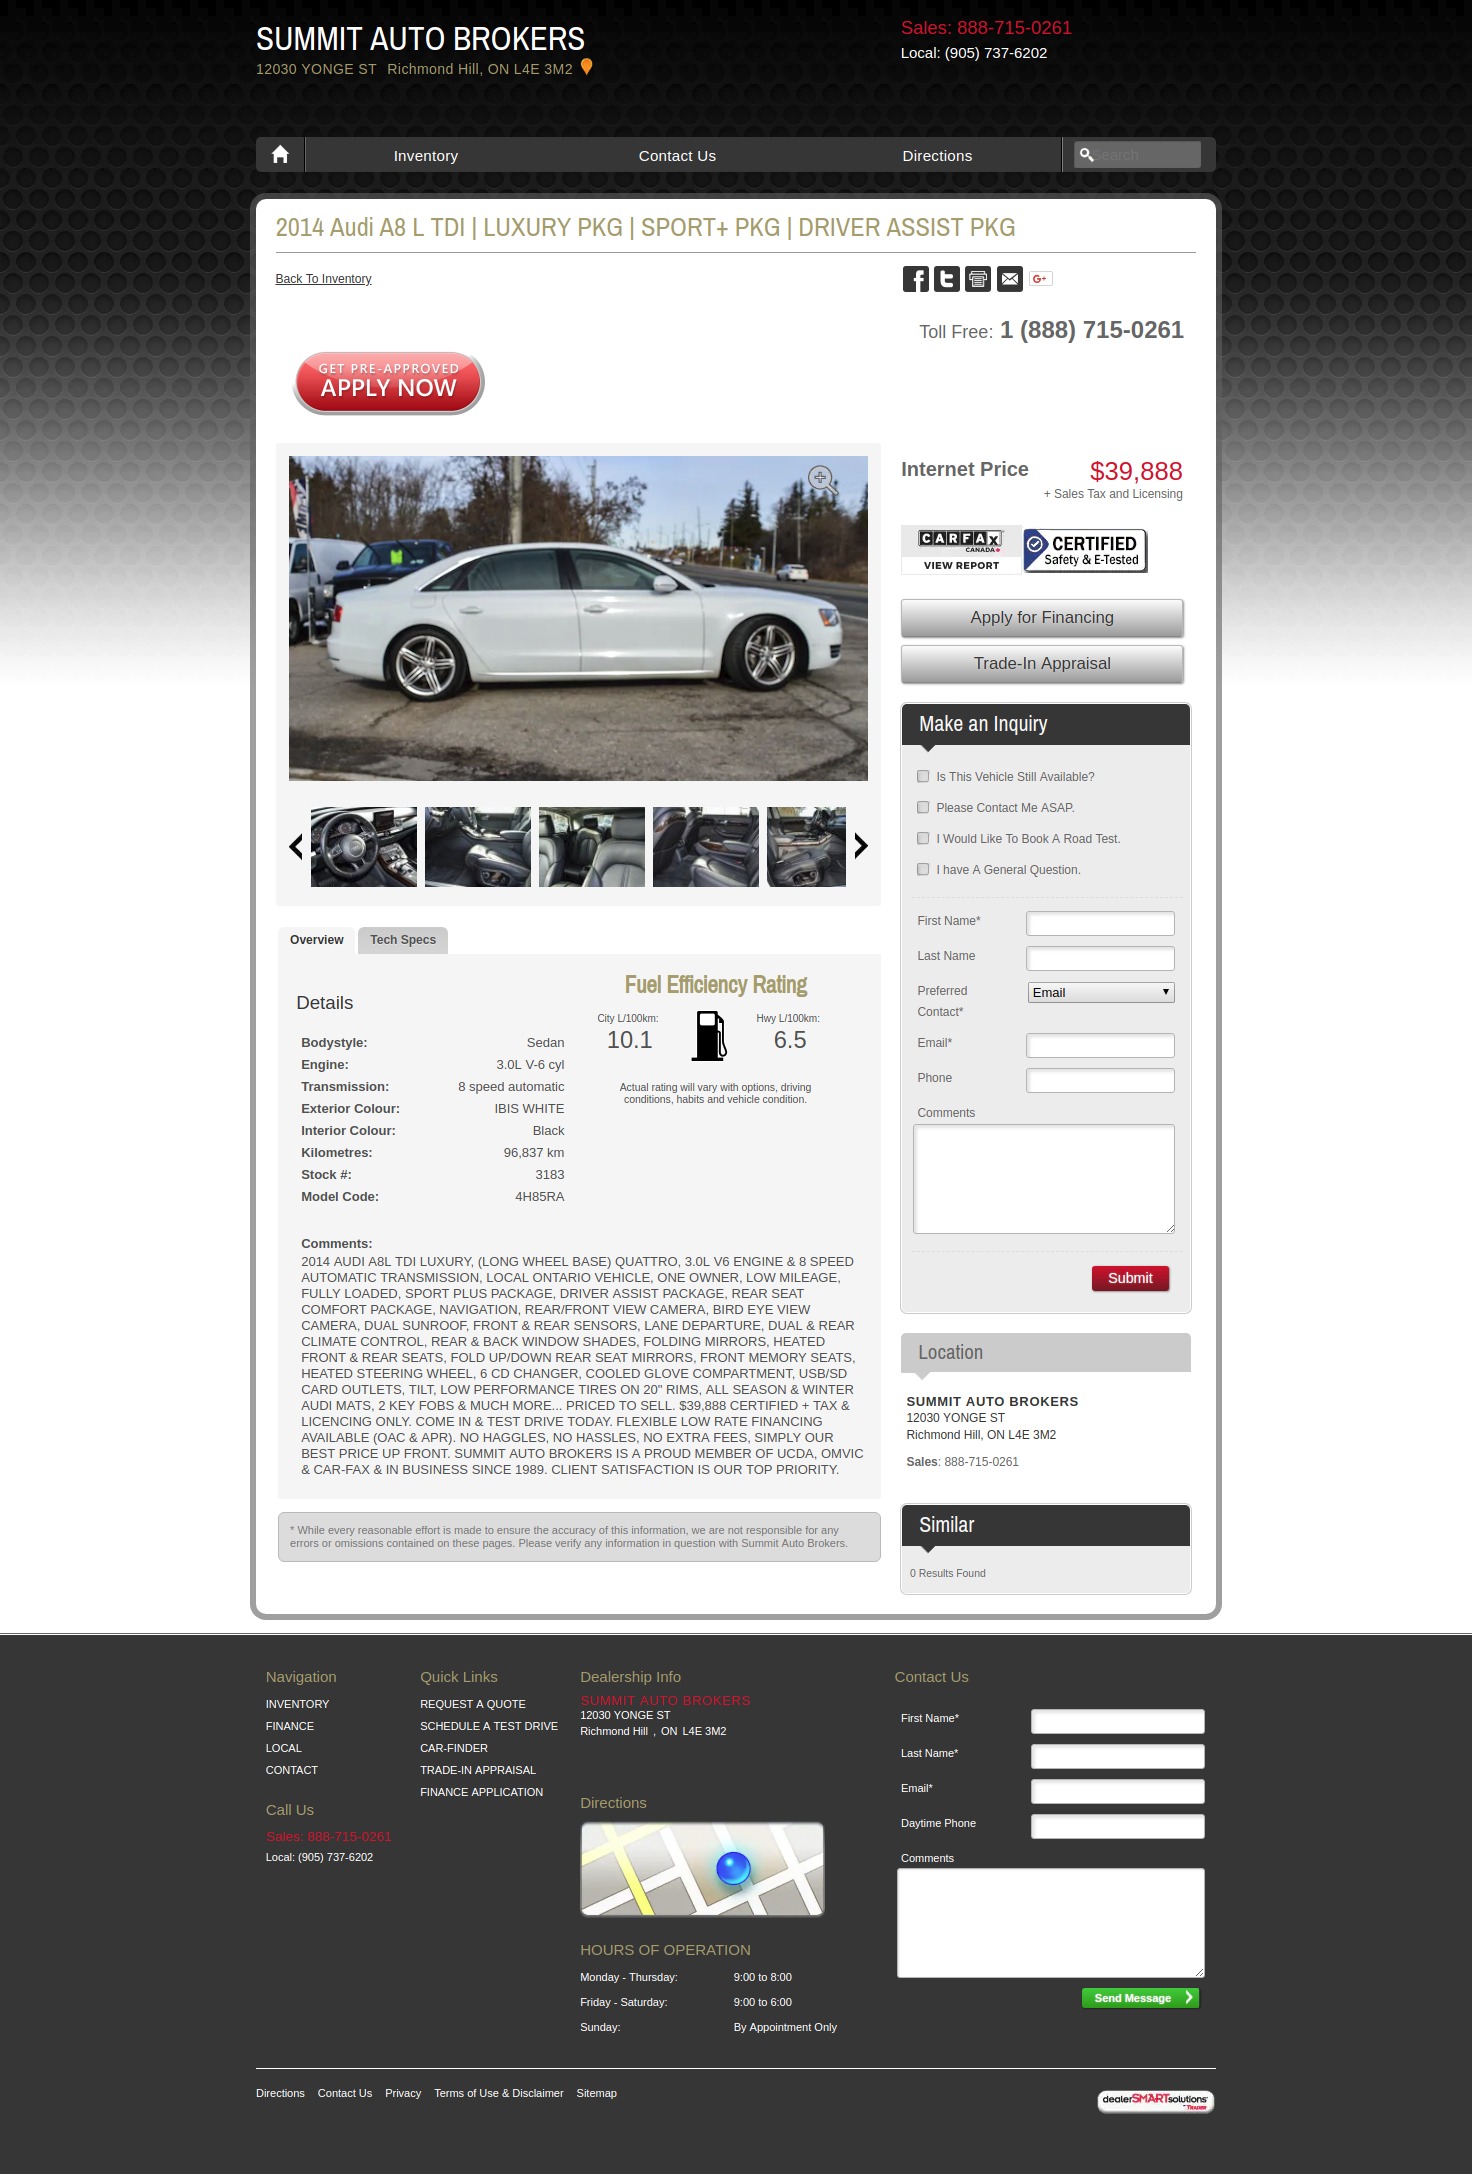 SUMMIT AUTO BROKERS
12030 YONGE ST Richmond Hill, ON L4E 3M2
Sales: 888-715-0261
Local: (905) 737-6202
Inventory
Contact Us
Directions
Search
2014 Audi A8 L TDI | LUXURY PKG | SPORT+ PKG | DRIVER ASSIST PKG
Back To Inventory
Toll Free: 1 (888) 715-0261
GET PRE-APPROVED
APPLY NOW
Internet Price
$39,888
+ Sales Tax and Licensing
CARFAX
CANADA
VIEW REPORT
CERTIFIED
Safety & E-Tested
Apply for Financing
Trade-In Appraisal
Make an Inquiry
Is This Vehicle Still Available?
Please Contact Me ASAP.
I Would Like To Book A Road Test.
I have A General Question.
First Name*
Last Name
Preferred
Contact*
Email
Email*
Phone
Comments
Submit
Overview
Tech Specs
Details
Bodystyle: Sedan
Engine: 3.0L V-6 cyl
Transmission: 8 speed automatic
Exterior Colour: IBIS WHITE
Interior Colour: Black
Kilometres: 96,837 km
Stock #: 3183
Model Code: 4H85RA
Fuel Efficiency Rating
City L/100km:
10.1
Hwy L/100km:
6.5
Actual rating will vary with options, driving
conditions, habits and vehicle condition.
Comments:
2014 AUDI A8L TDI LUXURY, (LONG WHEEL BASE) QUATTRO, 3.0L V6 ENGINE & 8 SPEED
AUTOMATIC TRANSMISSION, LOCAL ONTARIO VEHICLE, ONE OWNER, LOW MILEAGE,
FULLY LOADED, SPORT PLUS PACKAGE, DRIVER ASSIST PACKAGE, REAR SEAT
COMFORT PACKAGE, NAVIGATION, REAR/FRONT VIEW CAMERA, BIRD EYE VIEW
CAMERA, DUAL SUNROOF, FRONT & REAR SENSORS, LANE DEPARTURE, DUAL & REAR
CLIMATE CONTROL, REAR & BACK WINDOW SHADES, FOLDING MIRRORS, HEATED
FRONT & REAR SEATS, FOLD UP/DOWN REAR SEAT MIRRORS, FRONT MEMORY SEATS,
HEATED STEERING WHEEL, 6 CD CHANGER, COOLED GLOVE COMPARTMENT, USB/SD
CARD OUTLETS, TILT, LOW PERFORMANCE TIRES ON 20" RIMS, ALL SEASON & WINTER
AUDI MATS, 2 KEY FOBS & MUCH MORE... PRICED TO SELL. $39,888 CERTIFIED + TAX &
LICENCING ONLY. COME IN & TEST DRIVE TODAY. FLEXIBLE LOW RATE FINANCING
AVAILABLE (OAC & APR). NO HAGGLES, NO HASSLES, NO EXTRA FEES, SIMPLY OUR
BEST PRICE UP FRONT. SUMMIT AUTO BROKERS IS A PROUD MEMBER OF UCDA, OMVIC
& CAR-FAX & IN BUSINESS SINCE 1989. CLIENT SATISFACTION IS OUR TOP PRIORITY.
* While every reasonable effort is made to ensure the accuracy of this information, we are not responsible for any
errors or omissions contained on these pages. Please verify any information in question with Summit Auto Brokers.
Location
SUMMIT AUTO BROKERS
12030 YONGE ST
Richmond Hill, ON L4E 3M2
Sales: 888-715-0261
Similar
0 Results Found
Navigation
INVENTORY
FINANCE
LOCAL
CONTACT
Call Us
Sales: 888-715-0261
Local: (905) 737-6202
Quick Links
REQUEST A QUOTE
SCHEDULE A TEST DRIVE
CAR-FINDER
TRADE-IN APPRAISAL
FINANCE APPLICATION
Dealership Info
SUMMIT AUTO BROKERS
12030 YONGE ST
Richmond Hill , ON L4E 3M2
Directions
HOURS OF OPERATION
Monday - Thursday: 9:00 to 8:00
Friday - Saturday: 9:00 to 6:00
Sunday: By Appointment Only
Contact Us
First Name*
Last Name*
Email*
Daytime Phone
Comments
Send Message
Directions Contact Us Privacy Terms of Use & Disclaimer Sitemap
dealerSMARTsolutions
by TRADER